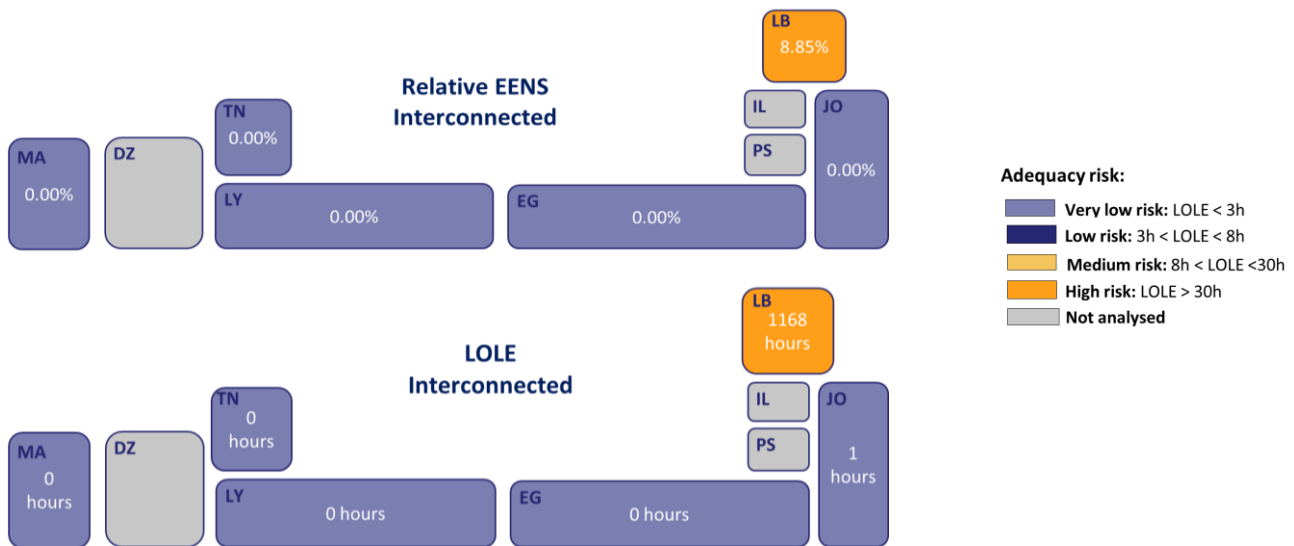 LB
8.85%
Relative EENS
Interconnected
TN
0.00%
IL
JO
PS
0.00%
MA
0.00%
DZ
LY
0.00%
EG
0.00%
Adequacy risk:
Very low risk: LOLE < 3h
Low risk: 3h < LOLE < 8h
Medium risk: 8h < LOLE <30h
High risk: LOLE > 30h
Not analysed
LB
1168
hours
LOLE
Interconnected
TN
0
hours
IL
JO
PS
1
hours
MA
0
hours
DZ
LY
0 hours
EG
0 hours